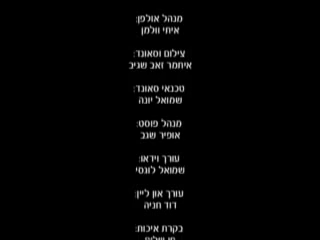 מנהל אולפן:
איתי וולמן
צילום וסאונד:
איתמר זאב שגיב
טכנאי סאונד:
שמואל יונה
מנהל פוסט:
אופיר שגב
עורך וידאו:
שמואל לונסי
עורך און ליין:
דוד חניה
בקרת איכות: